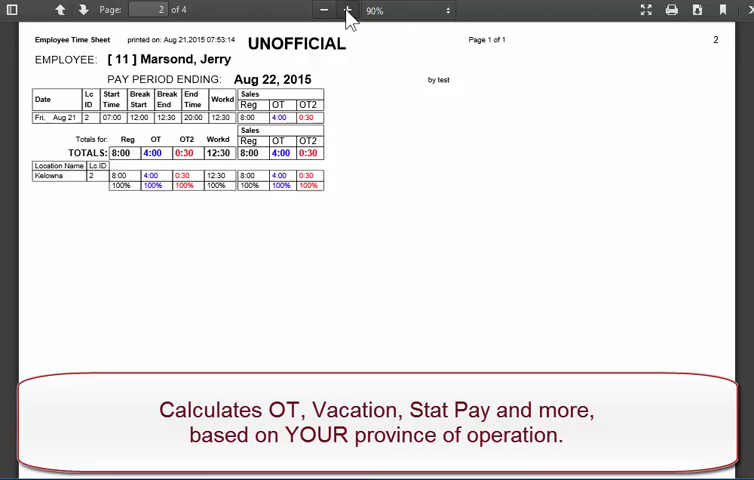 Page: 2 of 4 90%
Employee Time Sheet printed on: Aug 21,2015 07:53:14 UNOFFICIAL Page 1 of 1 2
EMPLOYEE: [ 11 ] Marsond, Jerry
PAY PERIOD ENDING: Aug 22, 2015 by test
Date Lc ID Start Time Break Start Break End End Time Workd Sales Reg OT OT2
Fri, Aug 21 2 07:00 12:00 12:30 20:00 12:30 8:00 4:00 0:30
Sales
Totals for: Reg OT OT2 Workd Reg OT OT2
TOTALS: 8:00 4:00 0:30 12:30 8:00 4:00 0:30
Location Name Lc.ID
Kelowna 2 8:00 4:00 0:30 12:30 8:00 4:00 0:30
100% 100% 100% 100% 100% 100% 100%
Calculates OT, Vacation, Stat Pay and more,
based on YOUR province of operation.